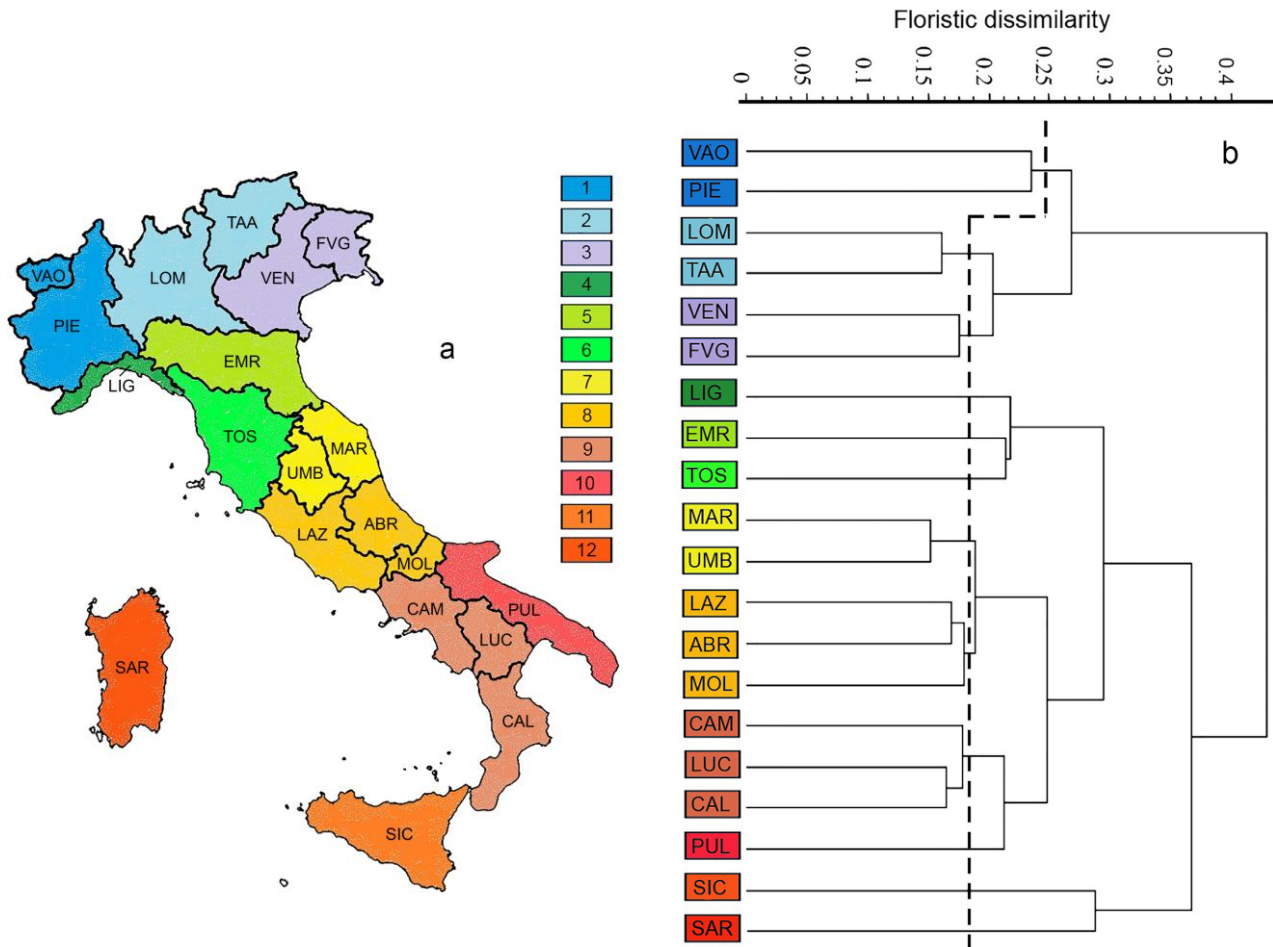 Floristic dissimilarity
0 0.05 0.1 0.15 0.2 0.25 0.3 0.35 0.4
a
VAO
PIE
LOM
TAA
VEN
FVG
LIG
EMR
TOS
UMB
MAR
LAZ
ABR
MOL
CAM
PUL
LUC
CAL
SAR
SIC
1
2
3
4
5
6
7
8
9
10
11
12
b
VAO
PIE
LOM
TAA
VEN
FVG
LIG
EMR
TOS
MAR
UMB
LAZ
ABR
MOL
CAM
LUC
CAL
PUL
SIC
SAR